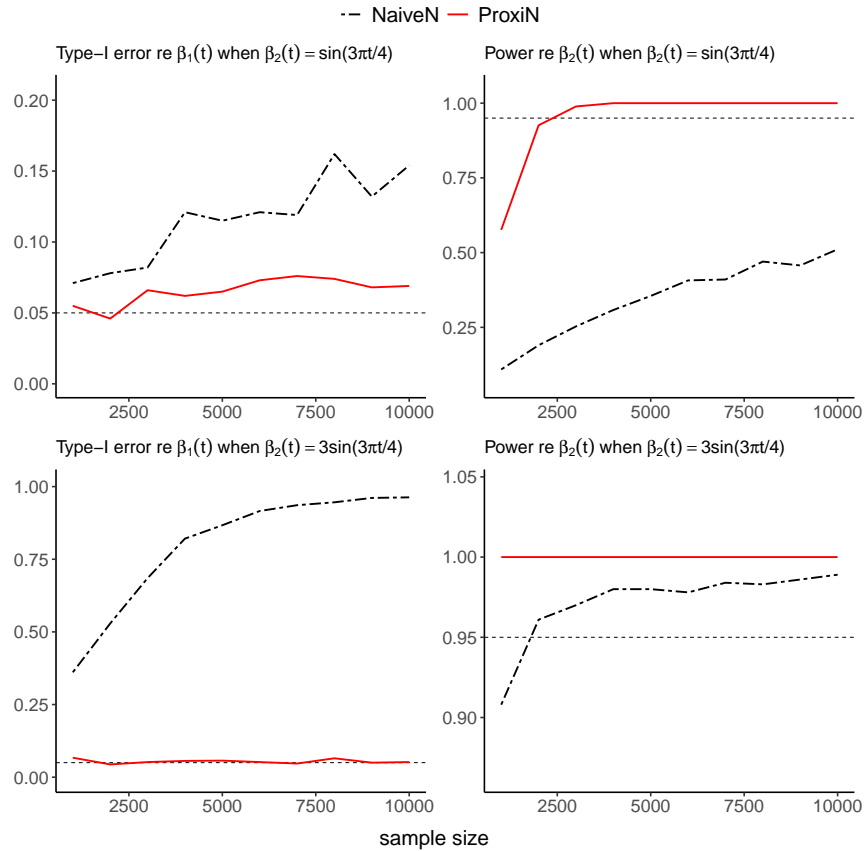 NaiveN ProxiN
Type−I error re β₁(t) when β₂(t) = sin(3πt/4)
0.20
0.15
0.10
0.05
0.00
2500 5000 7500 10000
Power re β₂(t) when β₂(t) = sin(3πt/4)
1.00
0.75
0.50
0.25
2500 5000 7500 10000
Type−I error re β₁(t) when β₂(t) = 3sin(3πt/4)
1.00
0.75
0.50
0.25
0.00
2500 5000 7500 10000
Power re β₂(t) when β₂(t) = 3sin(3πt/4)
1.05
1.00
0.95
0.90
2500 5000 7500 10000
sample size